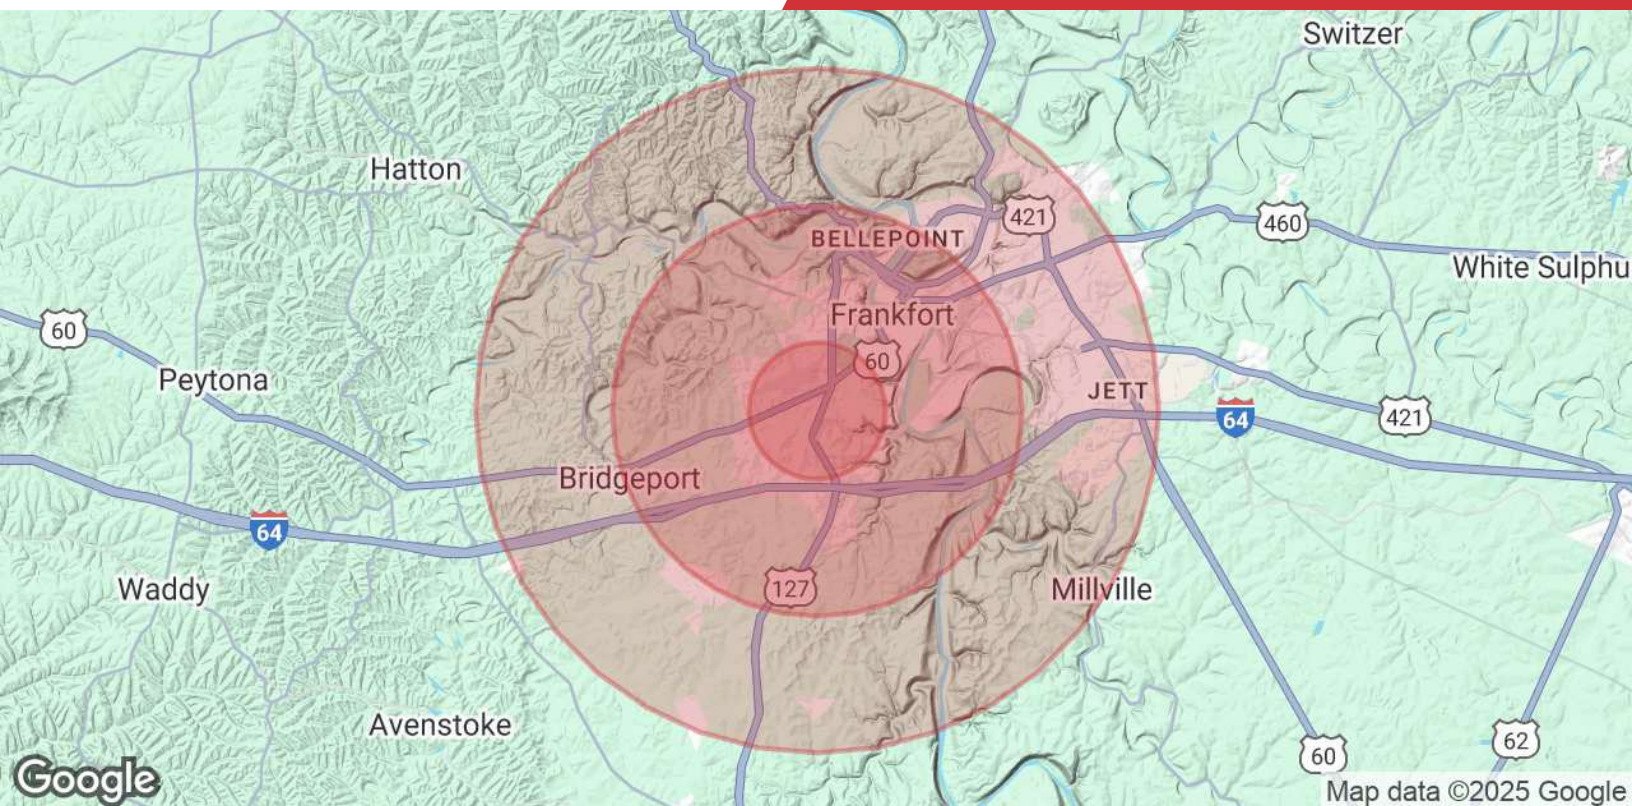 Switzer
Hatton
421
460
BELLEPOINT
White Sulphu
Frankfort
60
60
Peytona
JETT
64
421
Bridgeport
64
Waddy
127
Millville
Avenstoke
62
60
Google
Map data ©2025 Google